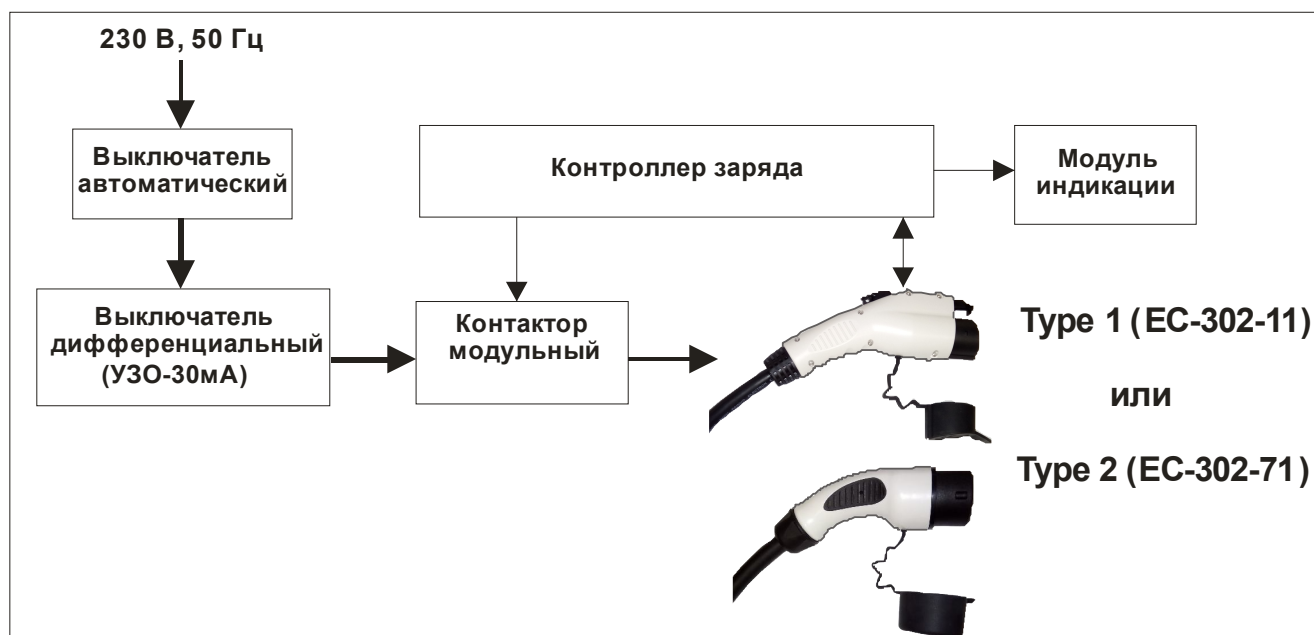 230 В, 50 Гц
Выключатель
автоматический
Контроллер заряда
Модуль
индикации
Выключатель
дифференциальный
(УЗО-30мА)
Контактор
модульный
Type 1 (EC-302-11)
или
Type 2 (EC-302-71)